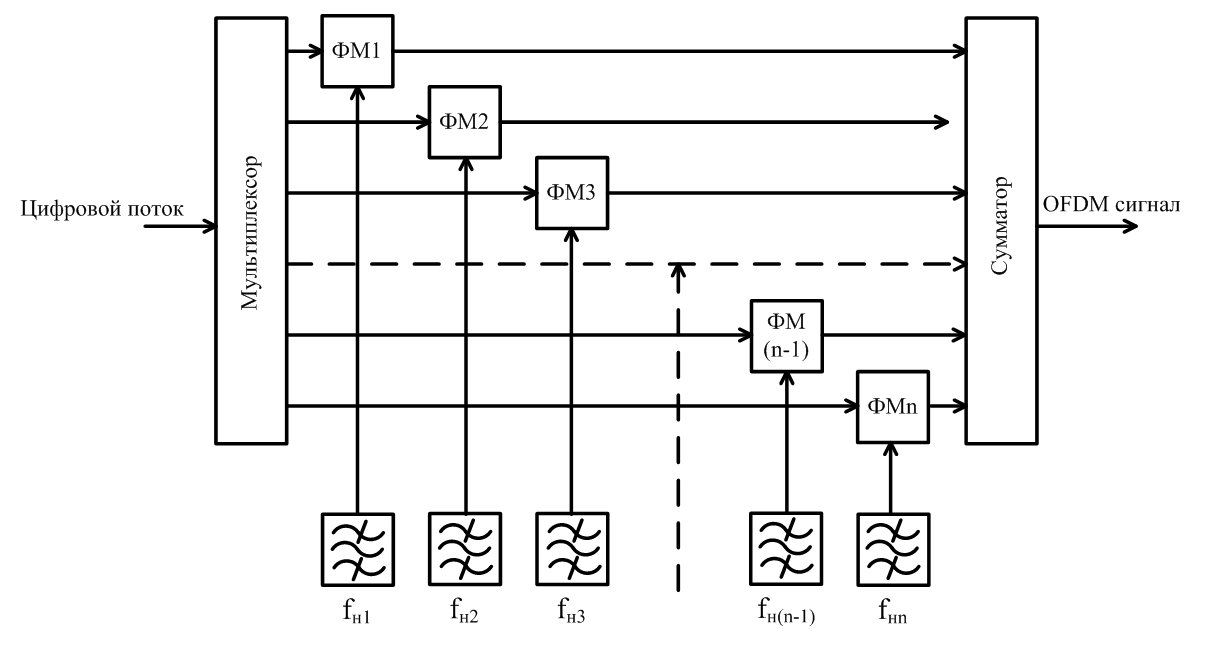 ФМ1
ФМ2
ФМ3
Цифровой поток
Мультиплексор
Сумматор
OFDM сигнал
ФМ
(n-1)
ФМn
fн1
fн2
fн3
fн(n-1)
fнn